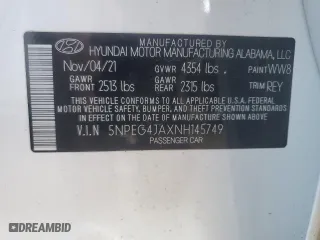 MANUFACTURED BY
HYUNDAI MOTOR MANUFACTURING ALABAMA, LLC
Nov/04/21 GVWR 4354 lbs. PAINT WW8
GAWR FRONT 2513 lbs GAWR REAR 2315 lbs. TRIM REY
THIS VEHICLE CONFORMS TO ALL APPLICABLE U.S.A. FEDERAL MOTOR
VEHICLE SAFETY, BUMPER, AND THEFT PREVENTION STANDARDS
IN EFFECT ON THE DATE OF MANUFACTURE SHOWN ABOVE.
V.I.N 5NPEG4JAXNH145749
PASSENGER CAR